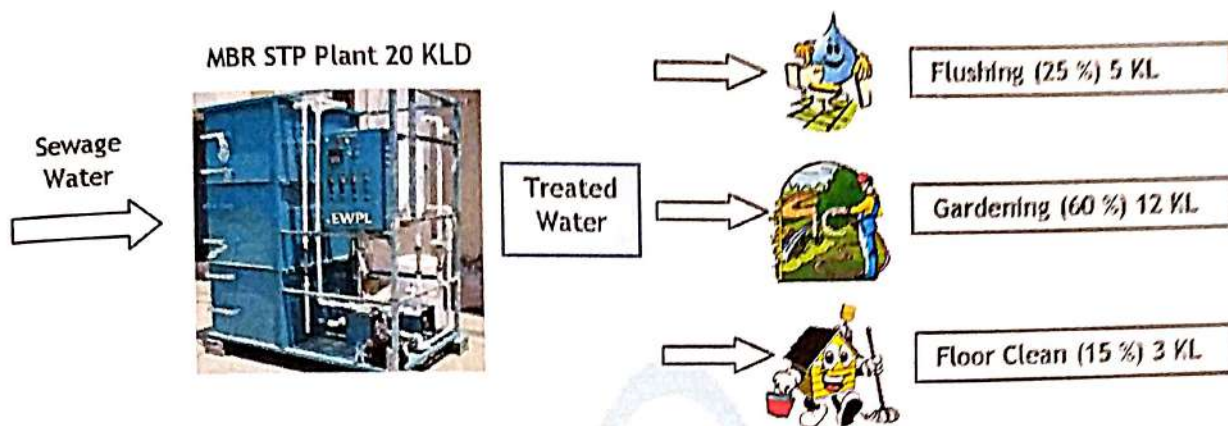 MBR STP Plant 20 KLD
Sewage
Water
EWPL
Treated
Water
Flushing (25 %) 5 KL
Gardening (60 %) 12 KL
Floor Clean (15 %) 3 KL